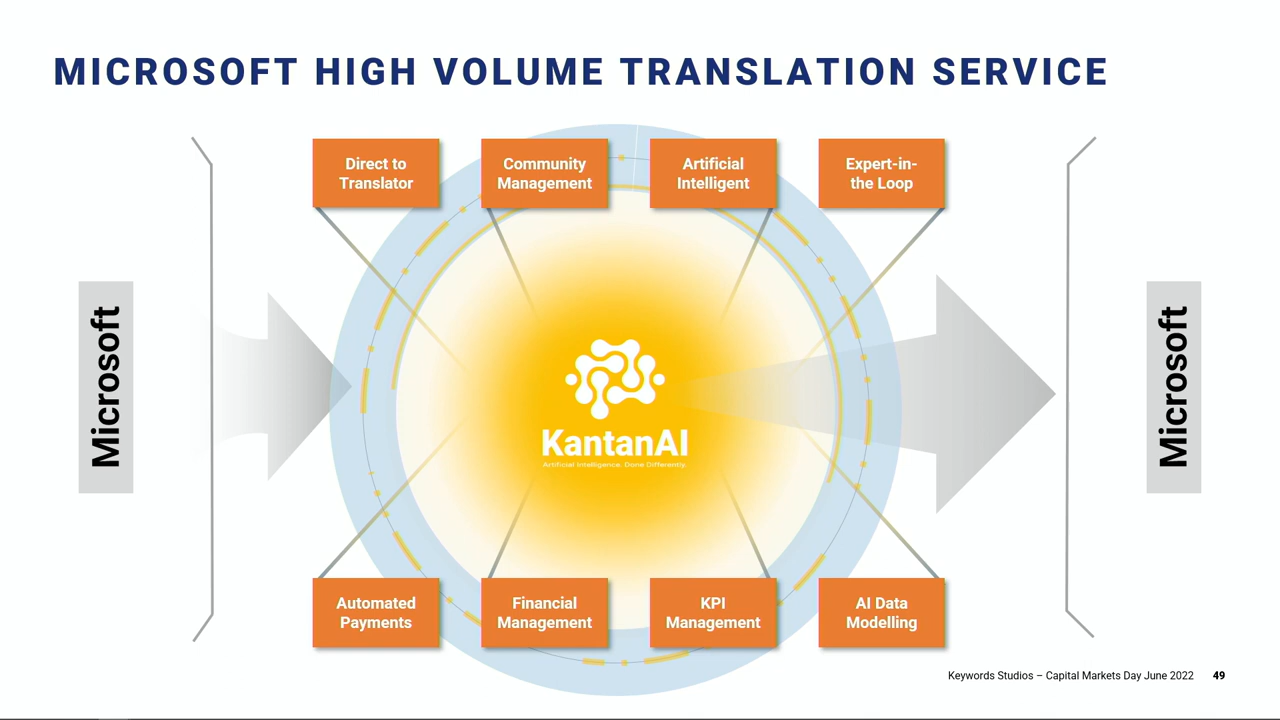 MICROSOFT HIGH VOLUME TRANSLATION SERVICE
Direct to
Translator
Community
Management
Artificial
Intelligent
Expert-in-
the Loop
Microsoft
KantanAI
Artificial Intelligence. Done Differently.
Microsoft
Automated
Payments
Financial
Management
KPI
Management
AI Data
Modelling
Keywords Studios – Capital Markets Day June 2022 49